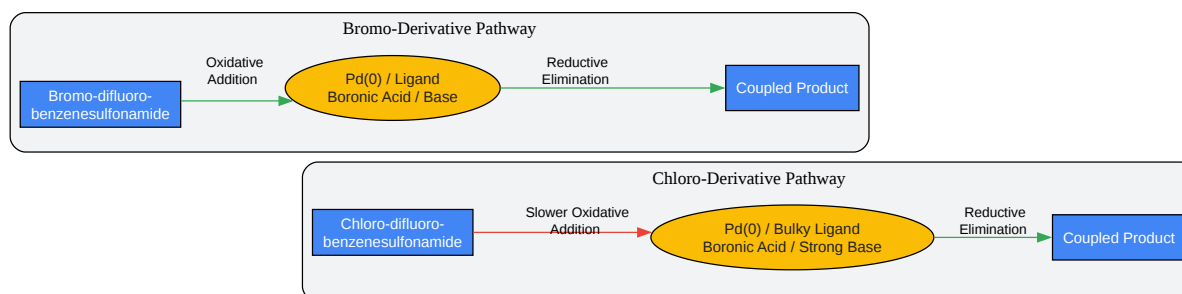 Bromo-Derivative Pathway
Oxidative
Addition
Reductive
Elimination
Bromo-difluoro-
benzenesulfonamide
Pd(0) / Ligand
Boronic Acid / Base
Coupled Product
Chloro-Derivative Pathway
Slower Oxidative
Addition
Reductive
Elimination
Chloro-difluoro-
benzenesulfonamide
Pd(0) / Bulky Ligand
Boronic Acid / Strong Base
Coupled Product